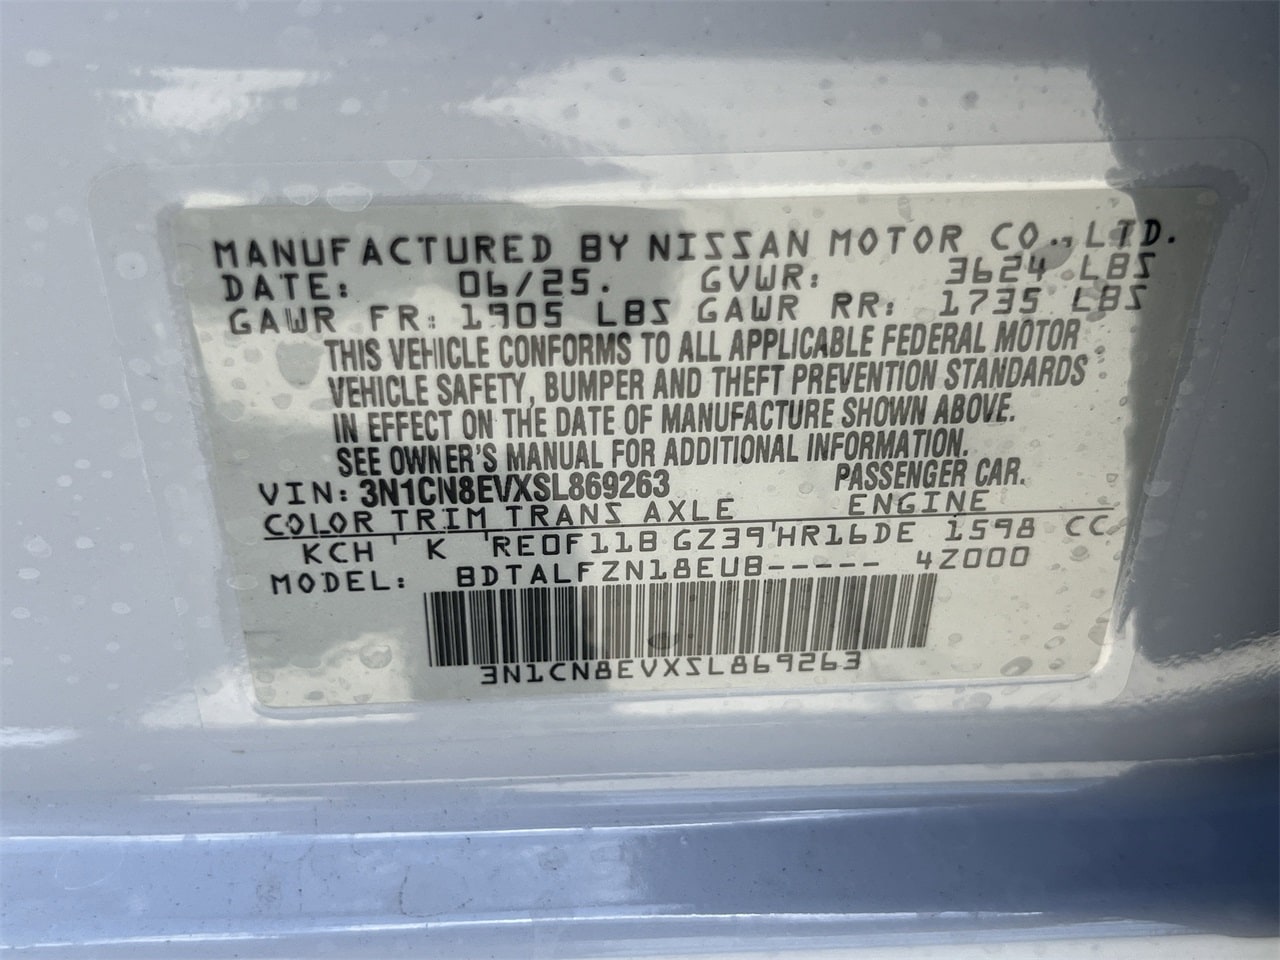 MANUFACTURED BY NISSAN MOTOR CO., LTD.
DATE: 06/25. GVWR: 3624 LBS
GAWR FR: 1905 LBS GAWR RR: 1735 LBS
THIS VEHICLE CONFORMS TO ALL APPLICABLE FEDERAL MOTOR
VEHICLE SAFETY, BUMPER AND THEFT PREVENTION STANDARDS
IN EFFECT ON THE DATE OF MANUFACTURE SHOWN ABOVE.
SEE OWNER'S MANUAL FOR ADDITIONAL INFORMATION.
VIN: 3N1CN8EVXSL869263 PASSENGER CAR.
COLOR TRIM TRANS AXLE ENGINE
KCH K RE0F11B GZ39 HR16DE 1598 CC
MODEL: BDTALFZN18EUB----- 4Z000
3N1CN8EVXSL869263